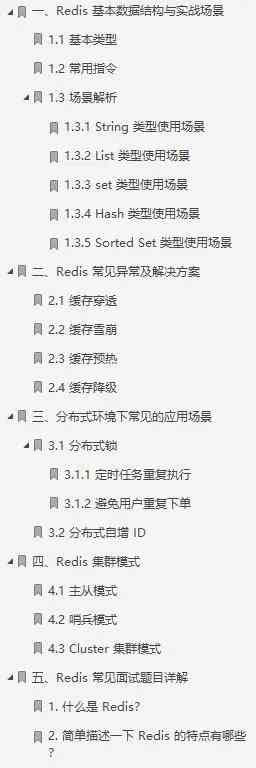 一、Redis 基本数据结构与实战场景
1.1 基本类型
1.2 常用指令
1.3 场景解析
1.3.1 String 类型使用场景
1.3.2 List 类型使用场景
1.3.3 set 类型使用场景
1.3.4 Hash 类型使用场景
1.3.5 Sorted Set 类型使用场景
二、Redis 常见异常及解决方案
2.1 缓存穿透
2.2 缓存雪崩
2.3 缓存预热
2.4 缓存降级
三、分布式环境下常见的应用场景
3.1 分布式锁
3.1.1 定时任务重复执行
3.1.2 避免用户重复下单
3.2 分布式自增 ID
四、Redis 集群模式
4.1 主从模式
4.2 哨兵模式
4.3 Cluster 集群模式
五、Redis 常见面试题目详解
1. 什么是 Redis?
2. 简单描述一下 Redis 的特点有哪些
?